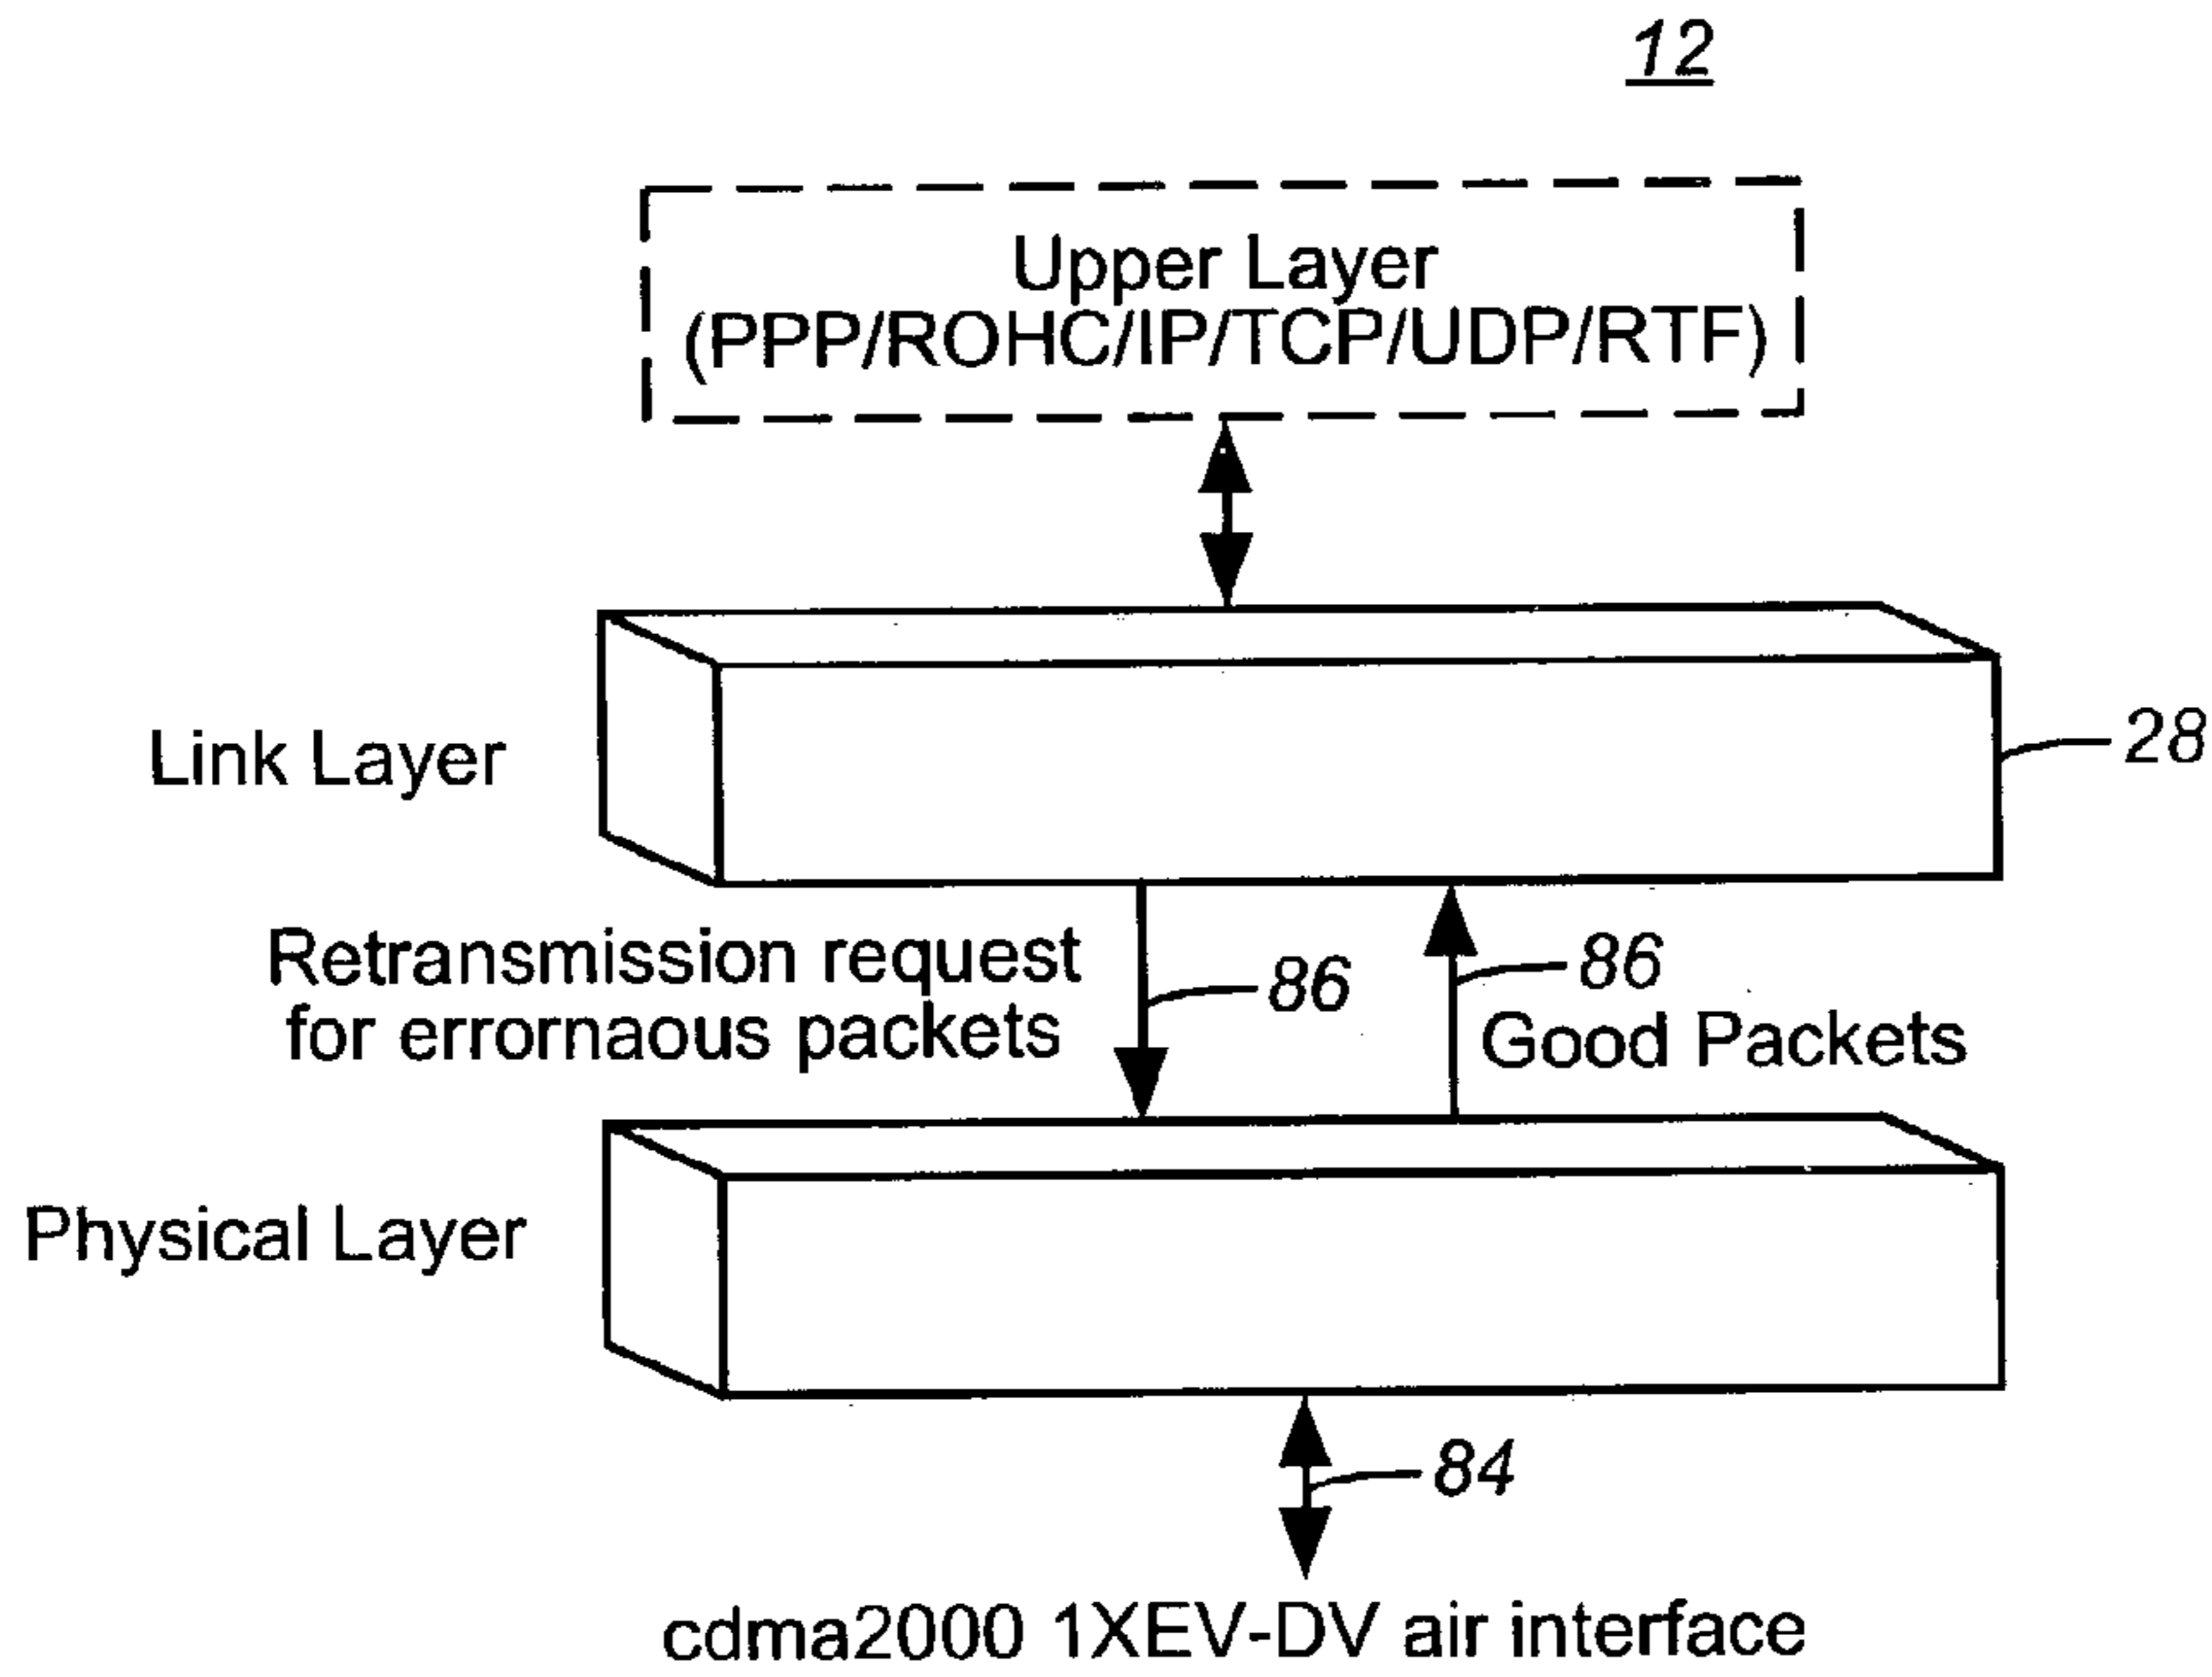 12
Upper Layer
(PPP/ROHC/IP/TCP/UDP/RTF)
Link Layer
28
Retransmission request
for errornaous packets
86
86
Good Packets
Physical Layer
84
cdma2000 1XEV-DV air interface